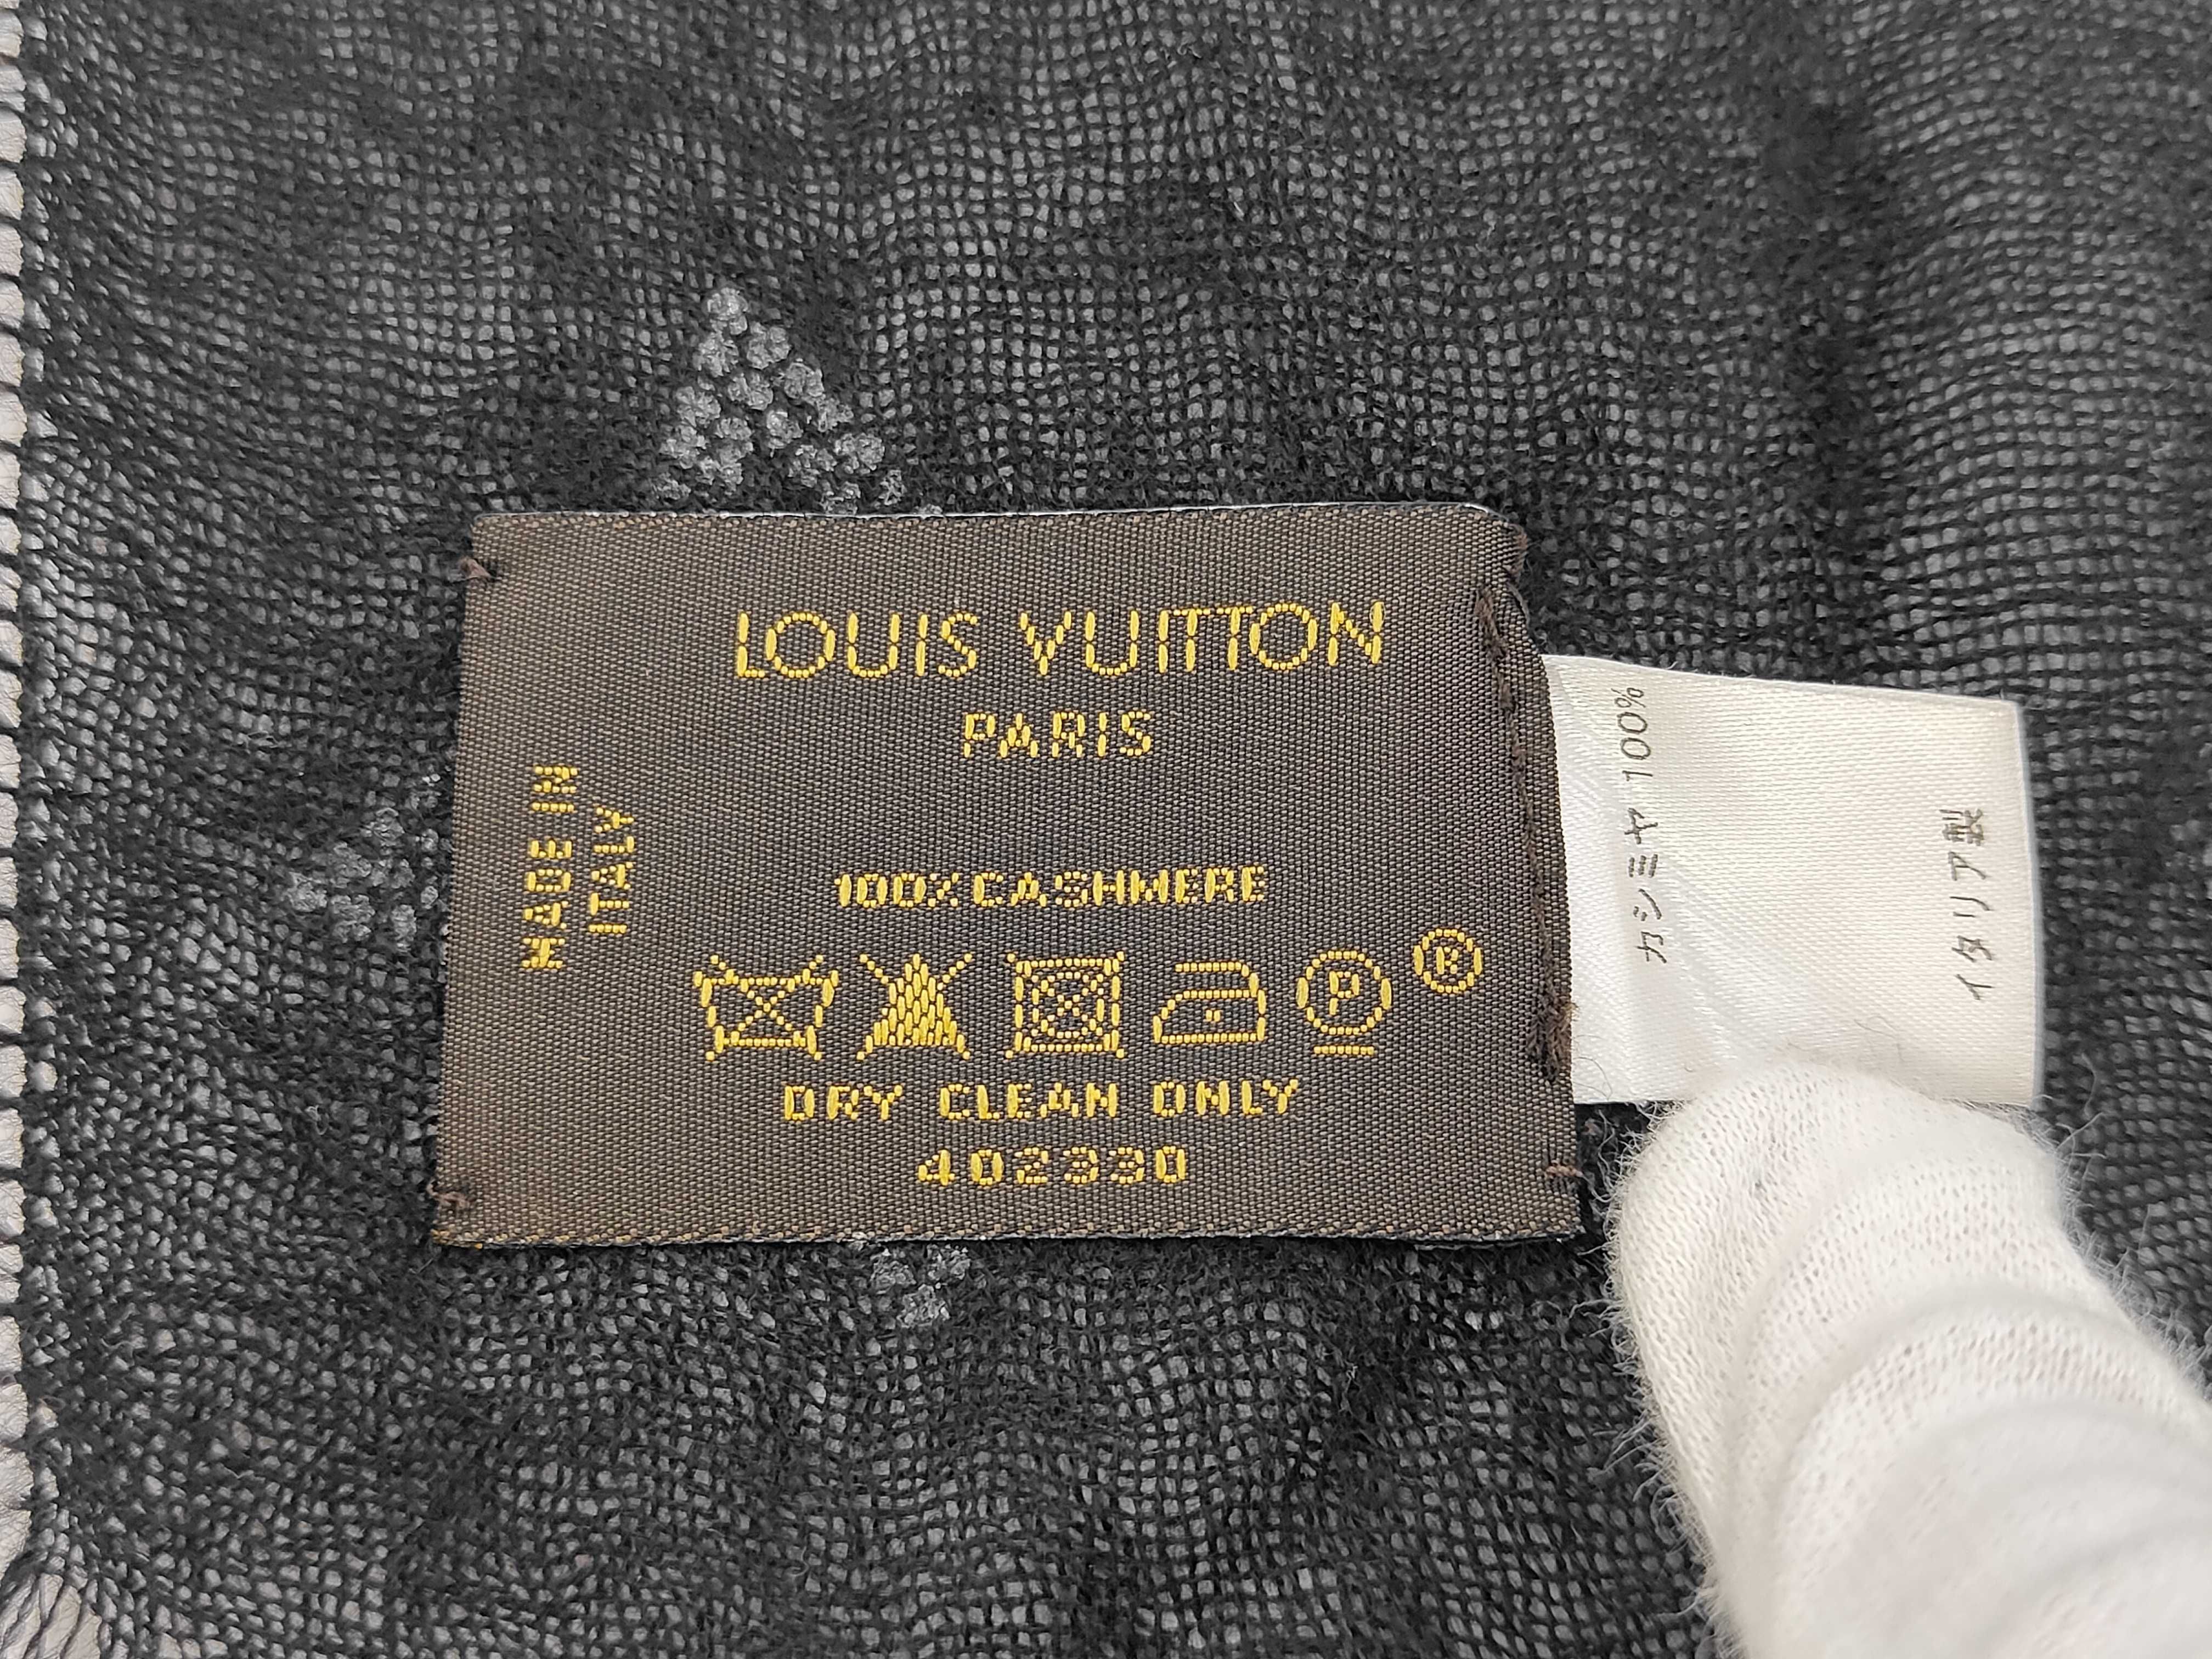 LOUIS VUITTON
PARIS
MADE IN
ITALY
100% CASHMERE
P
®
DRY CLEAN ONLY
402330
カシミヤ 100%
イタリア製